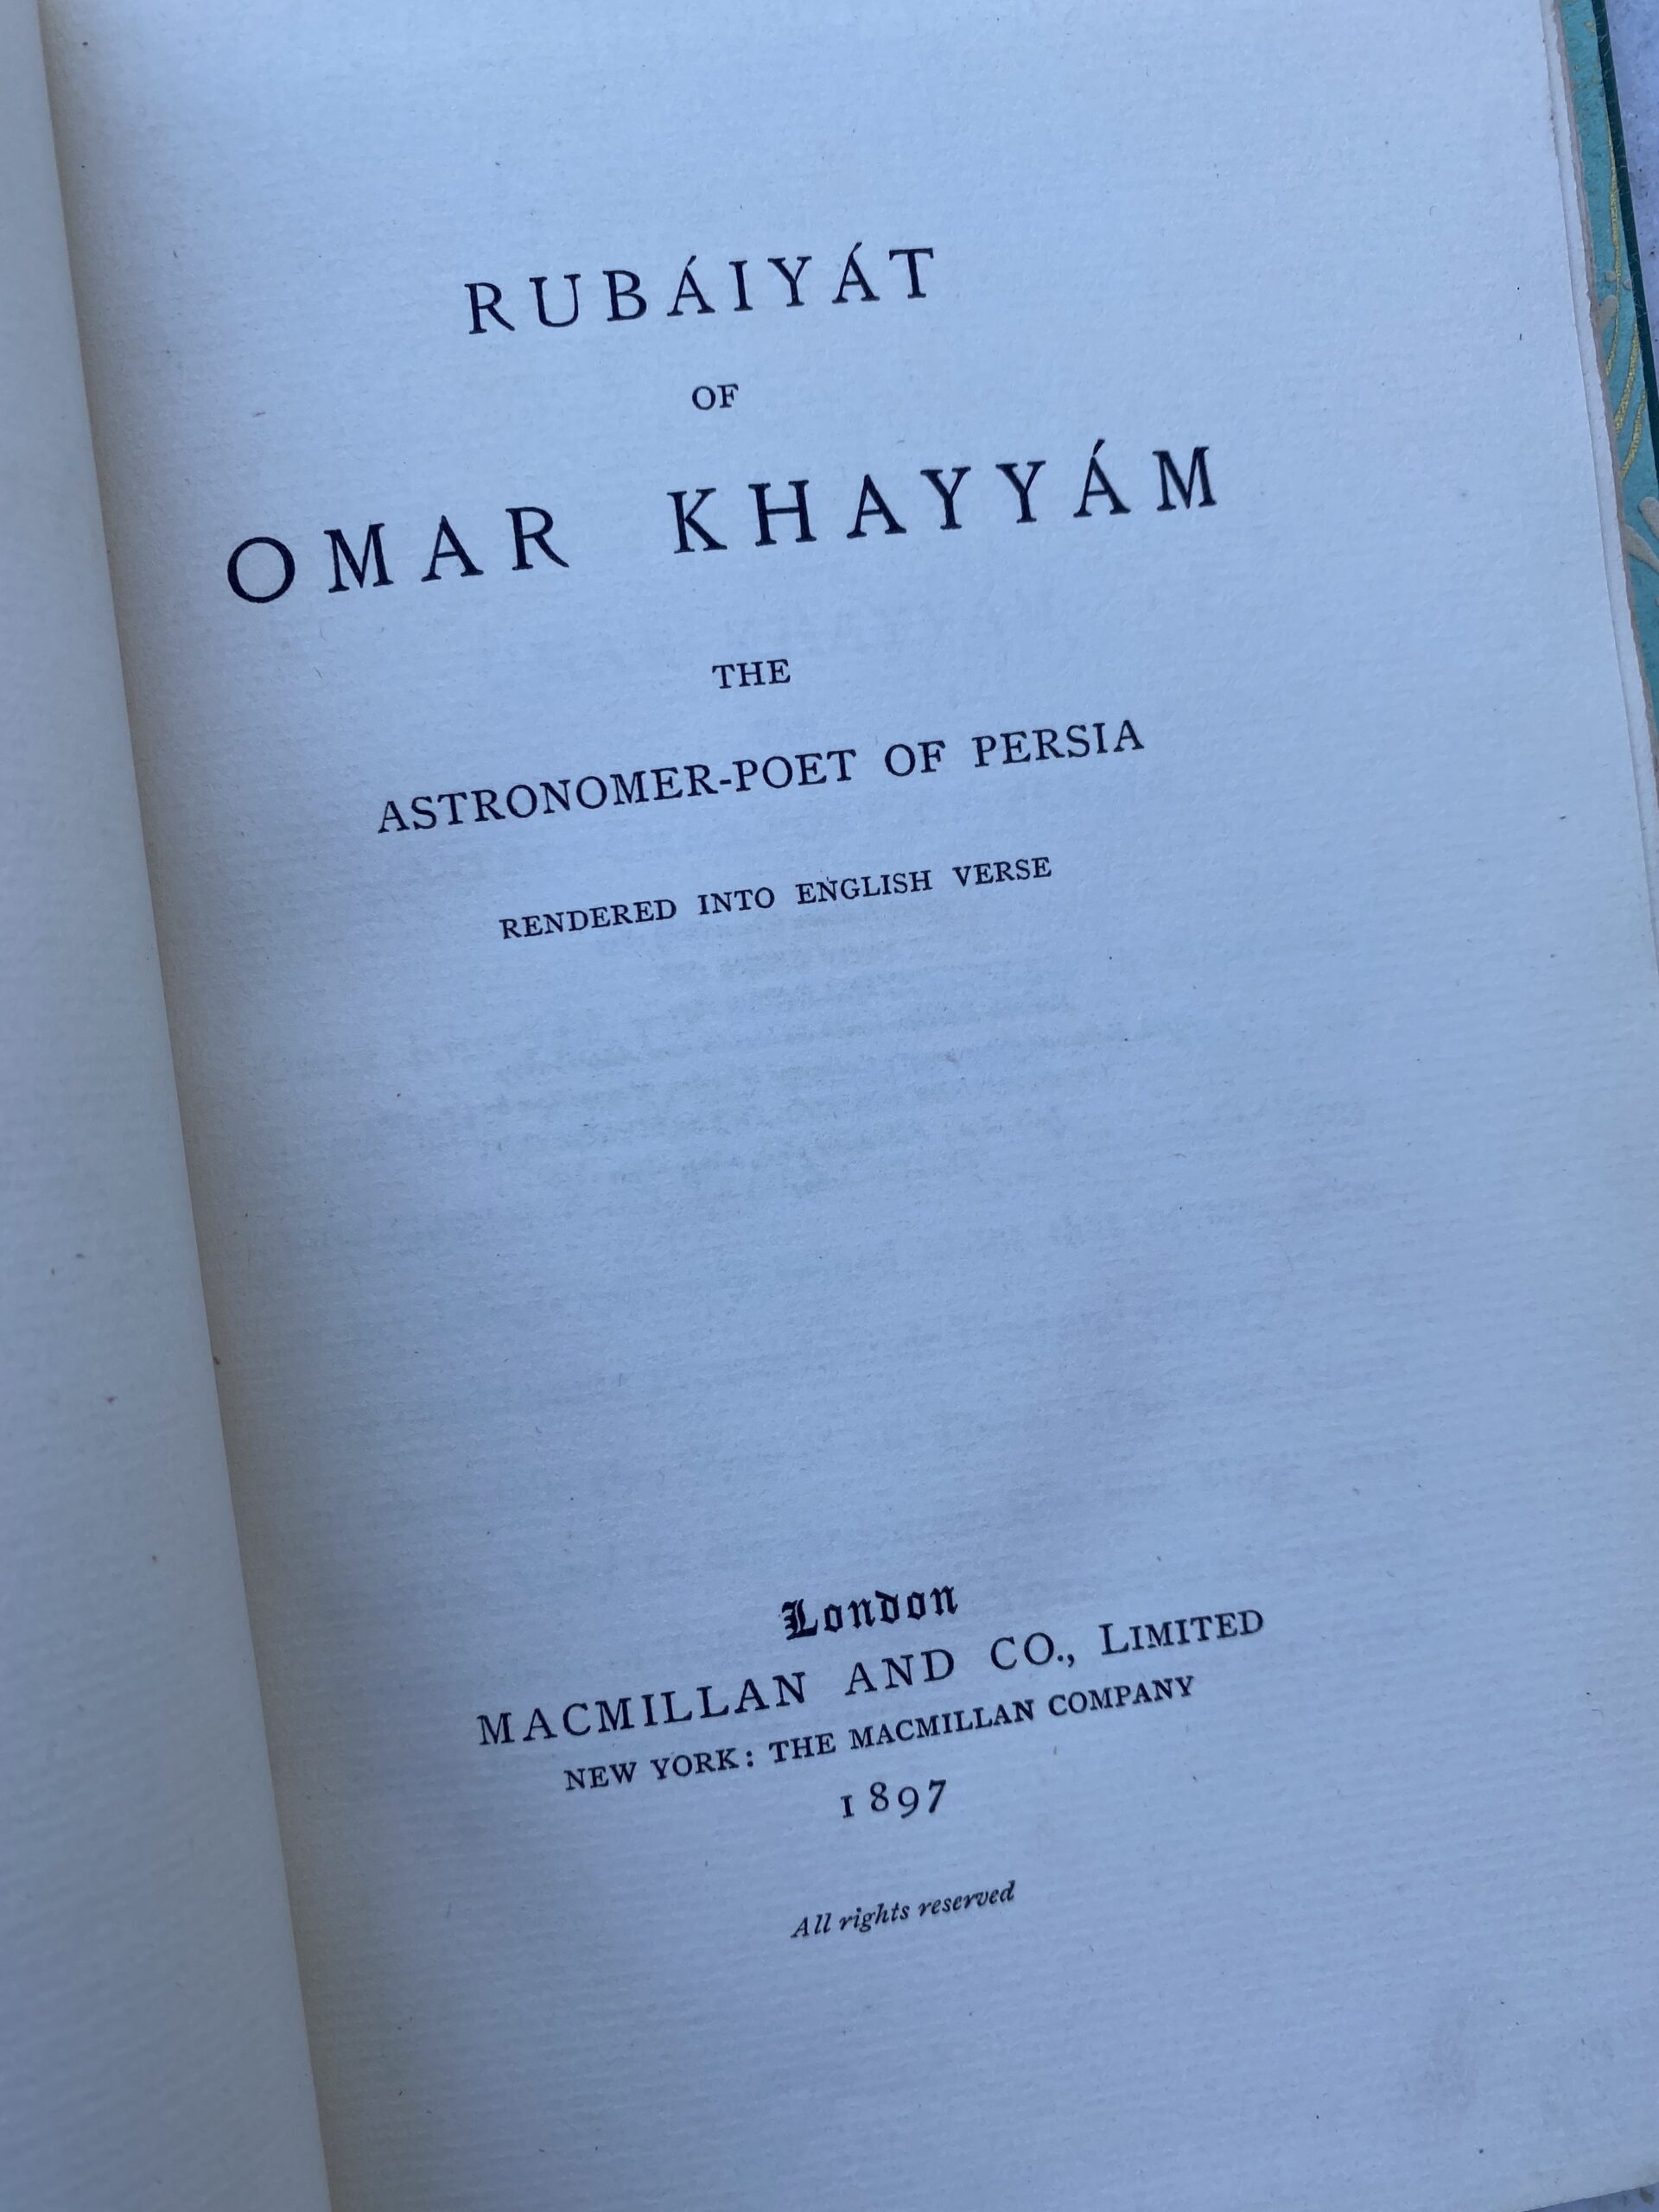 RUBÁIYÁT
OF
OMAR KHAYYÁM
THE
ASTRONOMER-POET OF PERSIA
RENDERED INTO ENGLISH VERSE
London
MACMILLAN AND CO., LIMITED
NEW YORK: THE MACMILLAN COMPANY
1897
All rights reserved